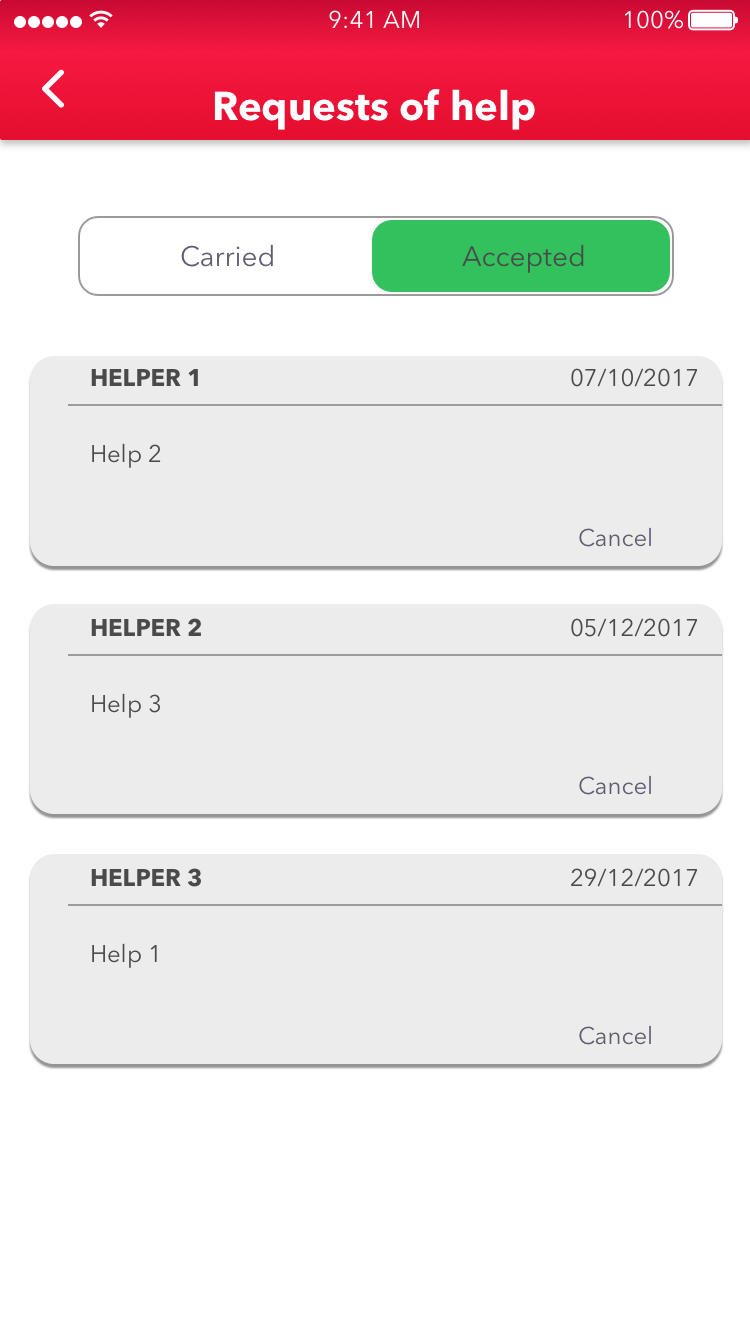 9:41 AM 100%
Requests of help
Carried Accepted
HELPER 1 07/10/2017
Help 2
Cancel
HELPER 2 05/12/2017
Help 3
Cancel
HELPER 3 29/12/2017
Help 1
Cancel